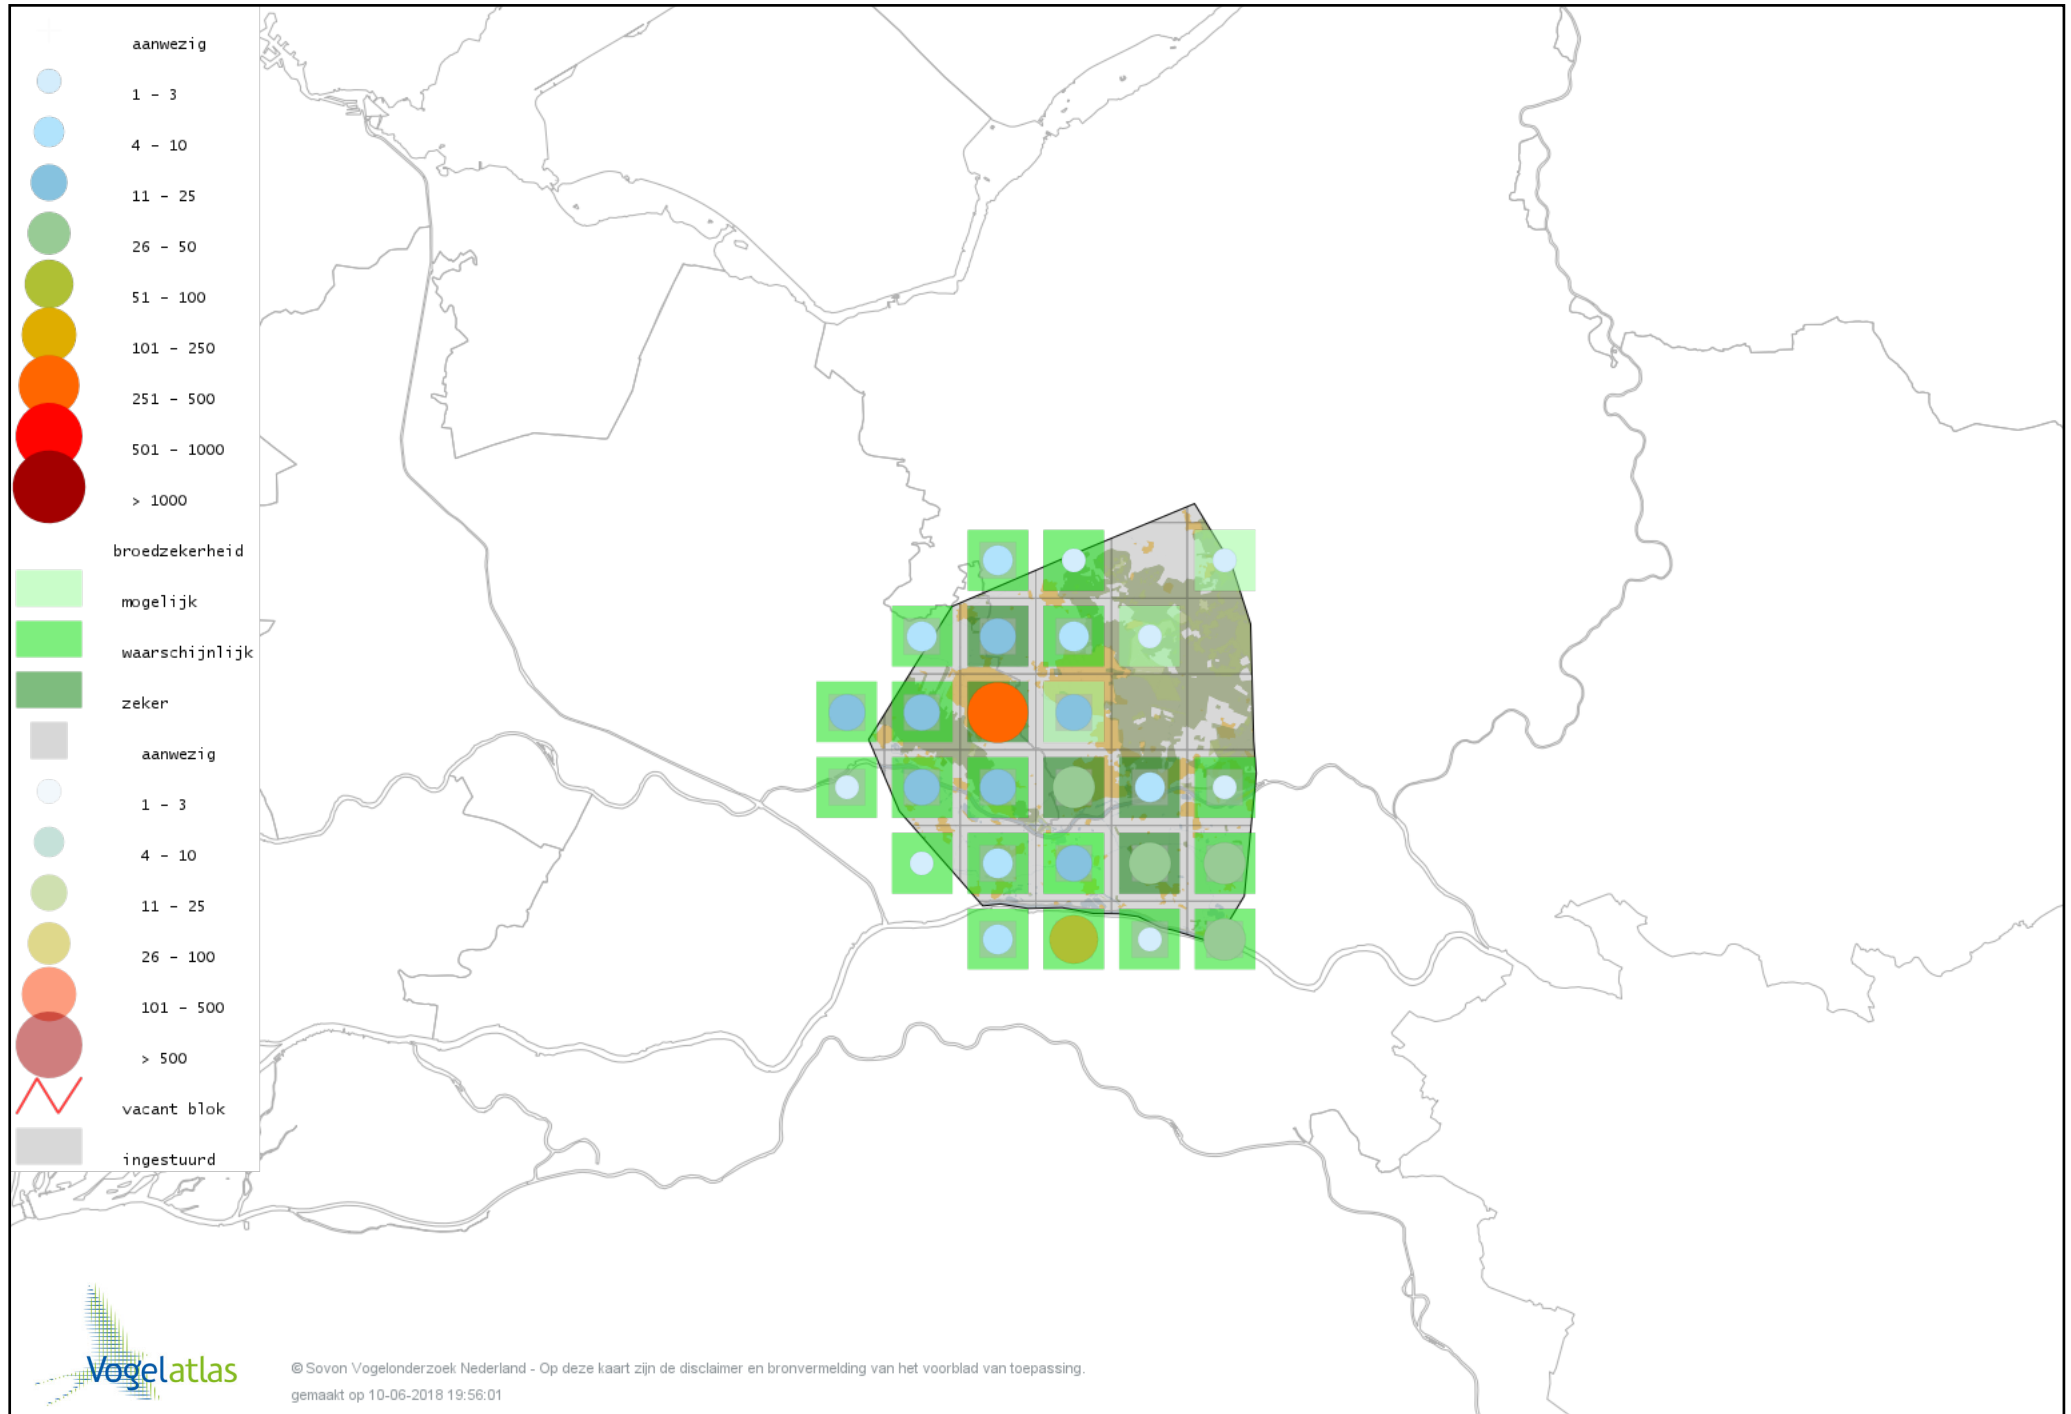 aanwezig
1 - 3
4 - 10
11 - 25
26 - 50
51 - 100
101 - 250
251 - 500
501 - 1000
> 1000
broedzekerheid
mogelijk
waarschijnlijk
zeker
aanwezig
1 - 3
4 - 10
11 - 25
26 - 100
101 - 500
> 500
vacant blok
ingestuurd
Vogelatlas
© Sovon Vogelonderzoek Nederland - Op deze kaart zijn de disclaimer en bronvermelding van het voorblad van toepassing.
gemaakt op 10-06-2018 19:56:01